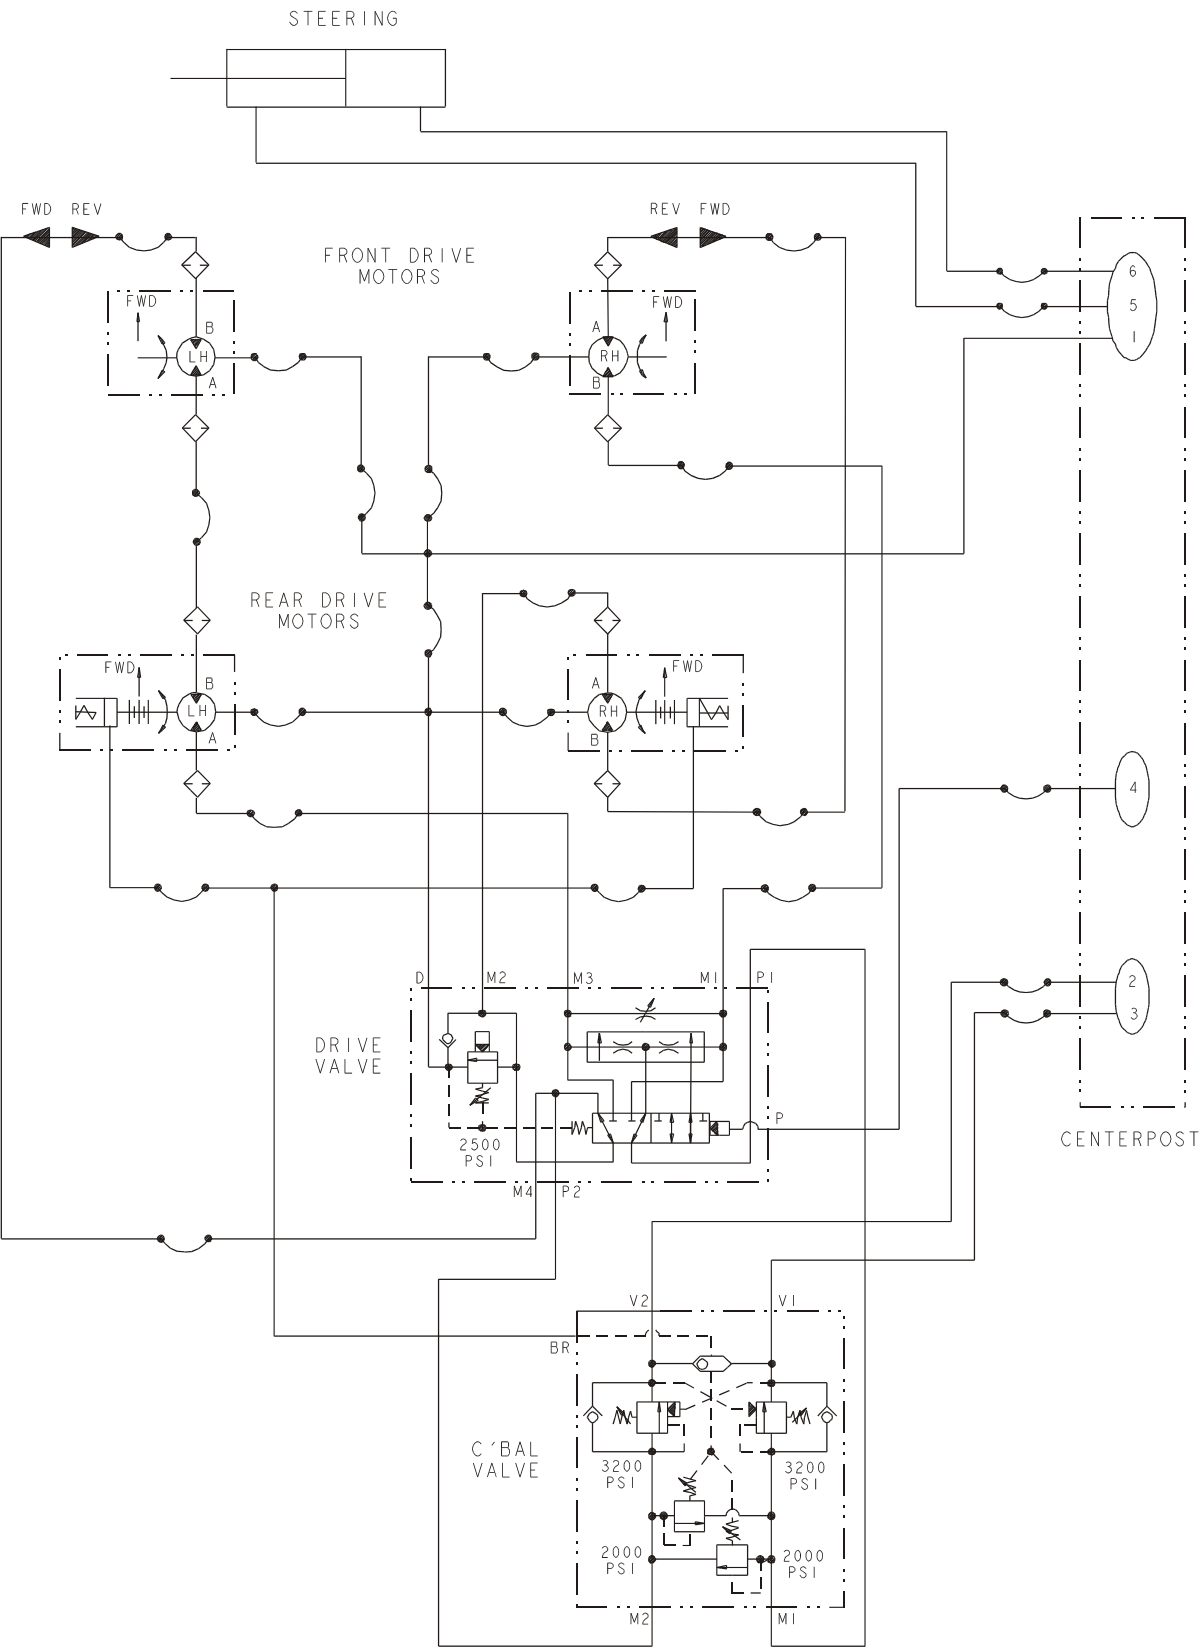 STEERING
FWD REV
REV FWD
FRONT DRIVE
MOTORS
6
FWD
FWD
5
B
A
1
LH
RH
A
B
REAR DRIVE
MOTORS
FWD
FWD
B
A
LH
RH
A
B
4
D
M2
M3
M1
P1
2
3
DRIVE
VALVE
P
2500
PSI
CENTERPOST
M4
P2
V2
V1
BR
C'BAL
VALVE
3200
PSI
3200
PSI
2000
PSI
2000
PSI
M2
M1